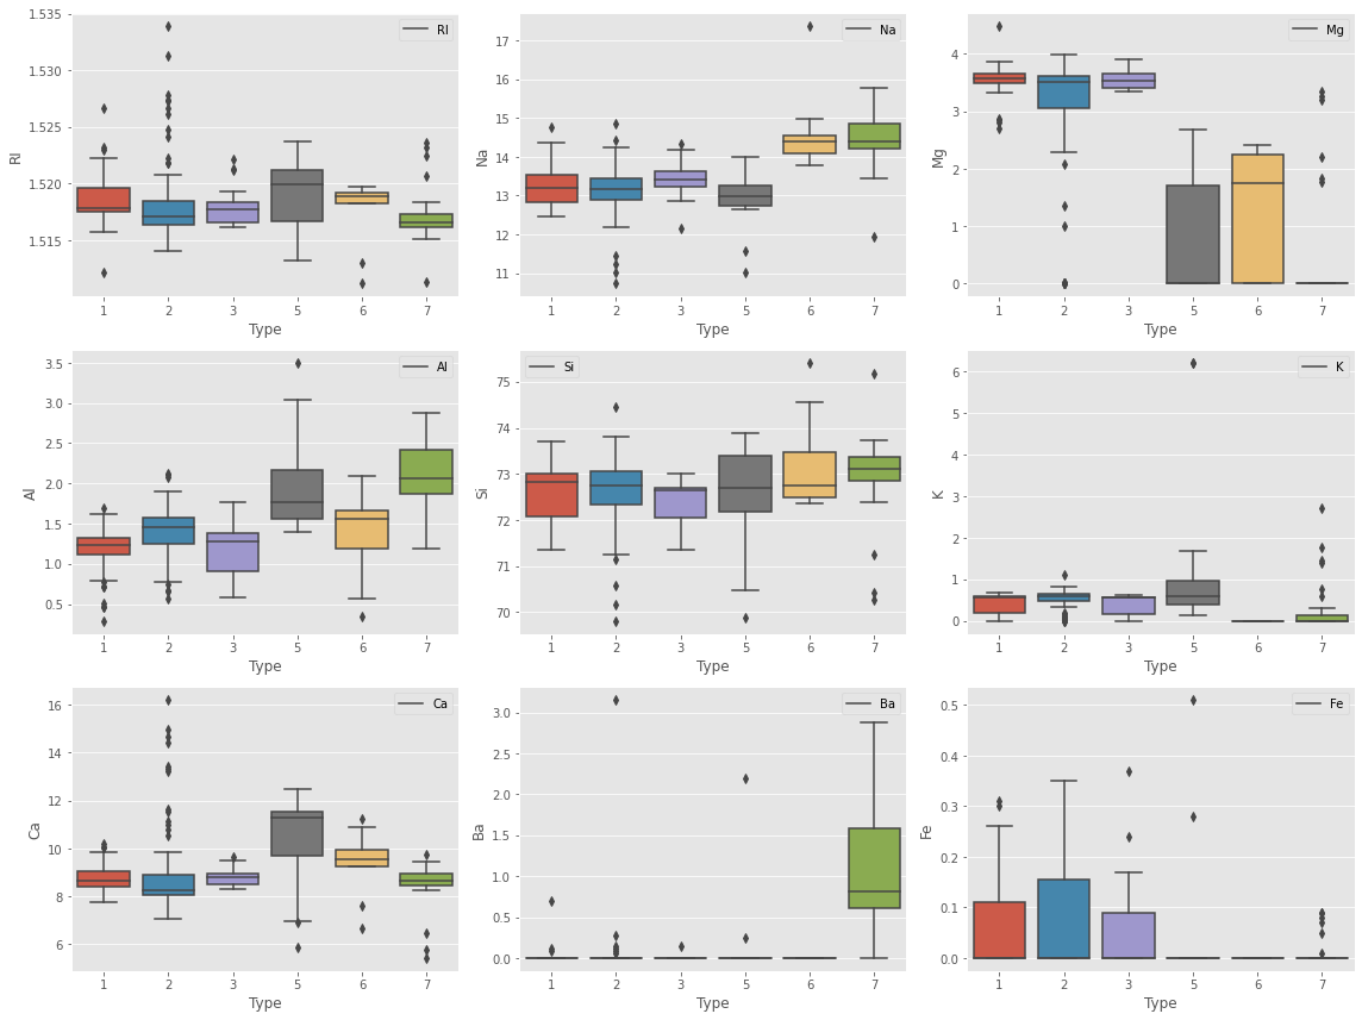 1.535
1.530
1.525
1.520
1.515
RI
RI
1 2 3 5 6 7
Type
17
16
15
14
13
12
11
Na
Na
1 2 3 5 6 7
Type
4
3
2
1
0
Mg
Mg
1 2 3 5 6 7
Type
3.5
3.0
2.5
2.0
1.5
1.0
0.5
Al
Al
1 2 3 5 6 7
Type
75
74
73
72
71
70
Si
Si
1 2 3 5 6 7
Type
6
5
4
3
2
1
0
K
K
1 2 3 5 6 7
Type
16
14
12
10
8
6
Ca
Ca
1 2 3 5 6 7
Type
3.0
2.5
2.0
1.5
1.0
0.5
0.0
Ba
Ba
1 2 3 5 6 7
Type
0.5
0.4
0.3
0.2
0.1
0.0
Fe
Fe
1 2 3 5 6 7
Type